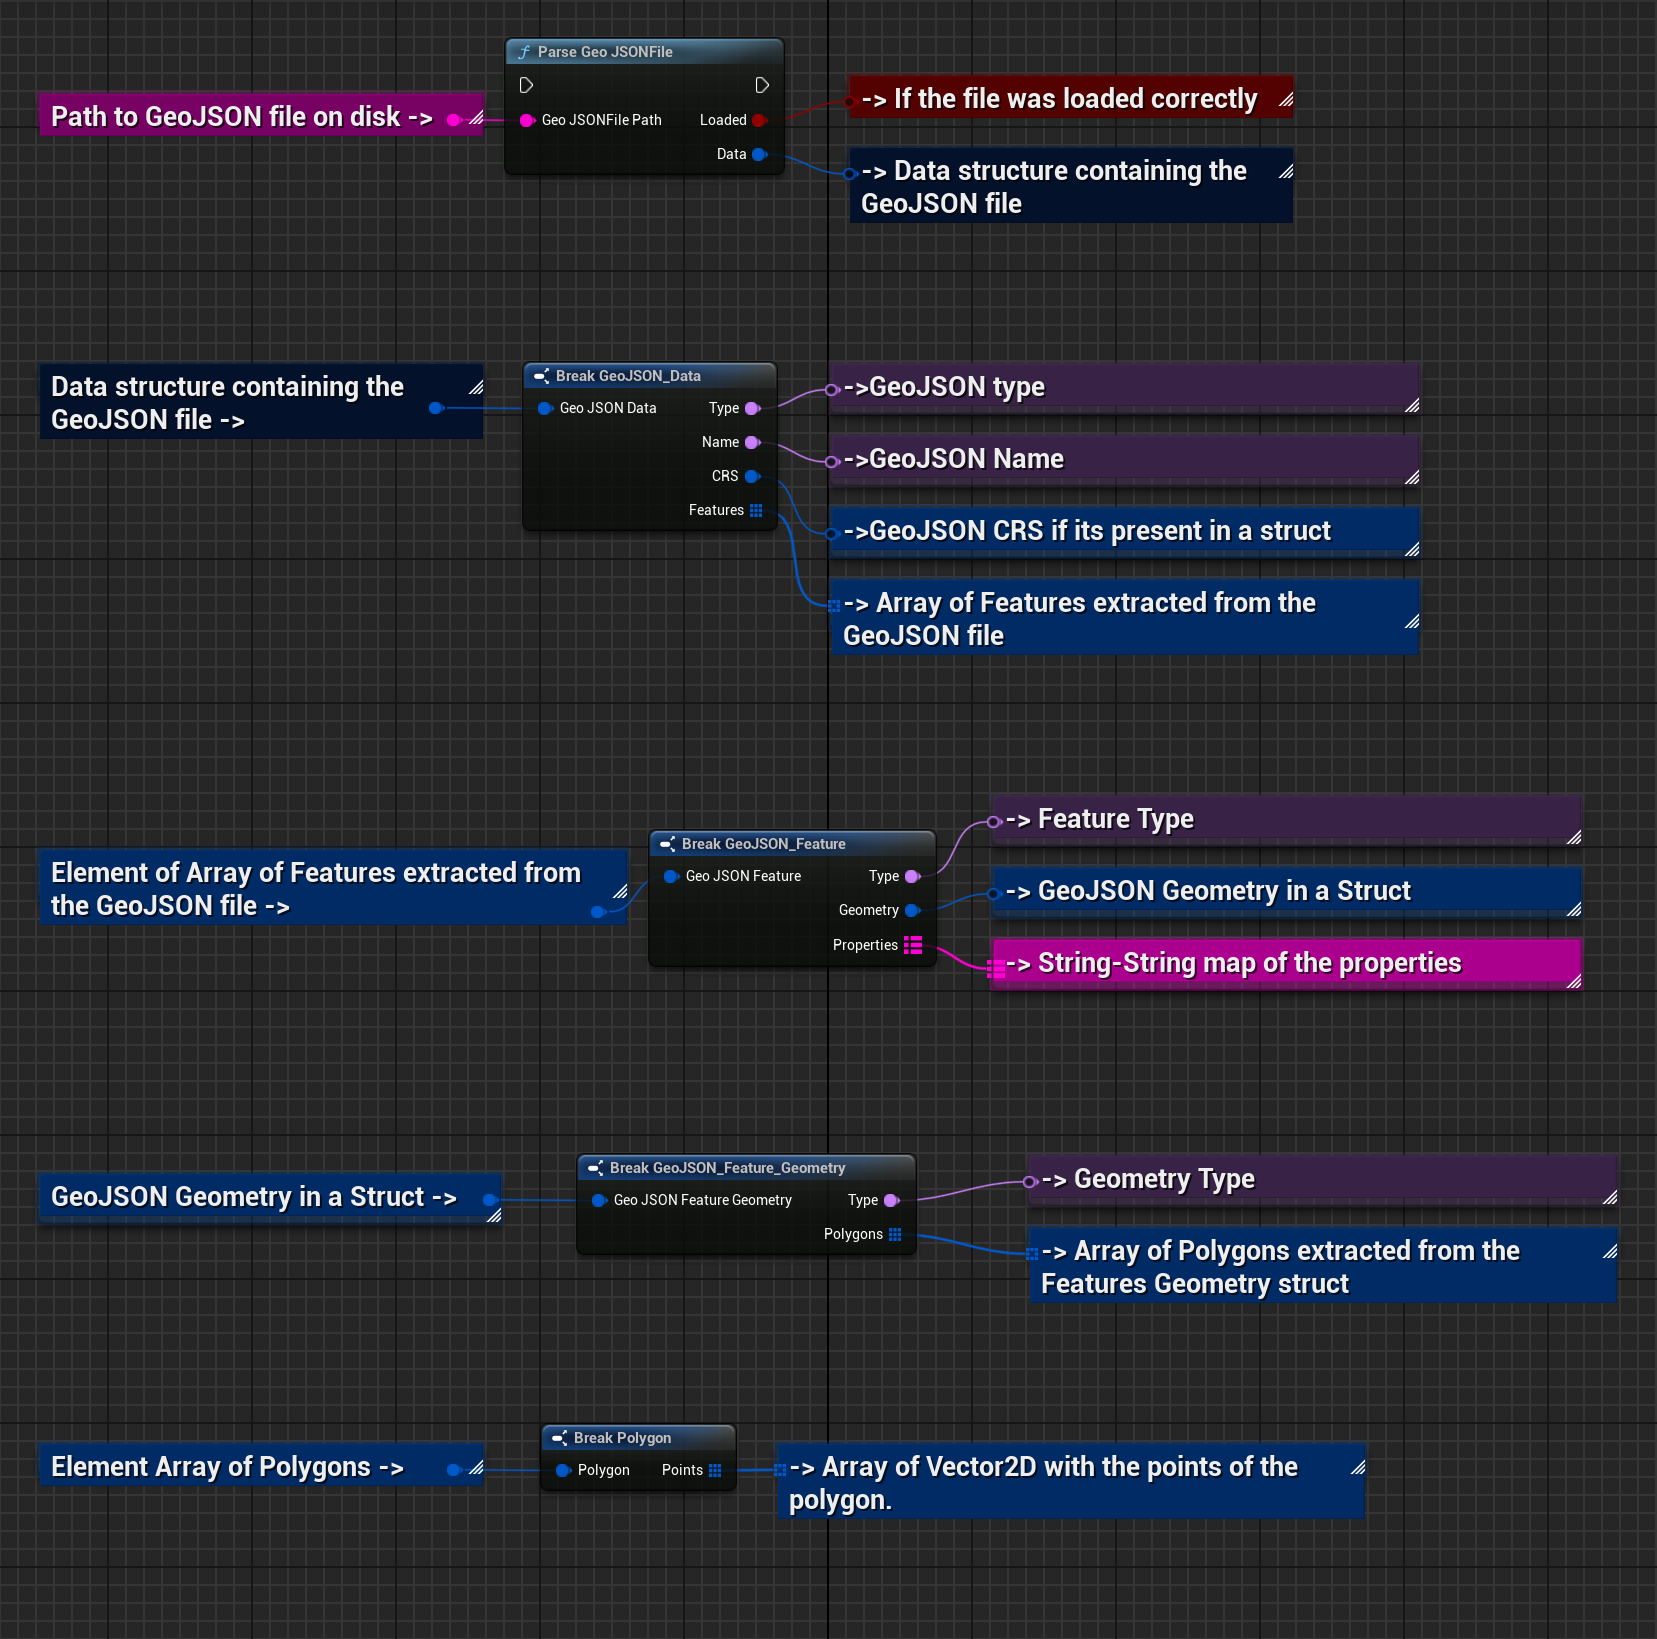 Parse Geo JSONFile
Path to GeoJSON file on disk ->
Geo JSONFile Path
Loaded
Data
-> If the file was loaded correctly
-> Data structure containing the
GeoJSON file
Data structure containing the
GeoJSON file ->
Break GeoJSON_Data
Geo JSON Data
Type
Name
CRS
Features
->GeoJSON type
->GeoJSON Name
->GeoJSON CRS if its present in a struct
-> Array of Features extracted from the
GeoJSON file
Element of Array of Features extracted from
the GeoJSON file ->
Break GeoJSON_Feature
Geo JSON Feature
Type
Geometry
Properties
-> Feature Type
-> GeoJSON Geometry in a Struct
-> String-String map of the properties
GeoJSON Geometry in a Struct ->
Break GeoJSON_Feature_Geometry
Geo JSON Feature Geometry
Type
Polygons
-> Geometry Type
-> Array of Polygons extracted from the
Features Geometry struct
Element Array of Polygons ->
Break Polygon
Polygon
Points
-> Array of Vector2D with the points of the
polygon.